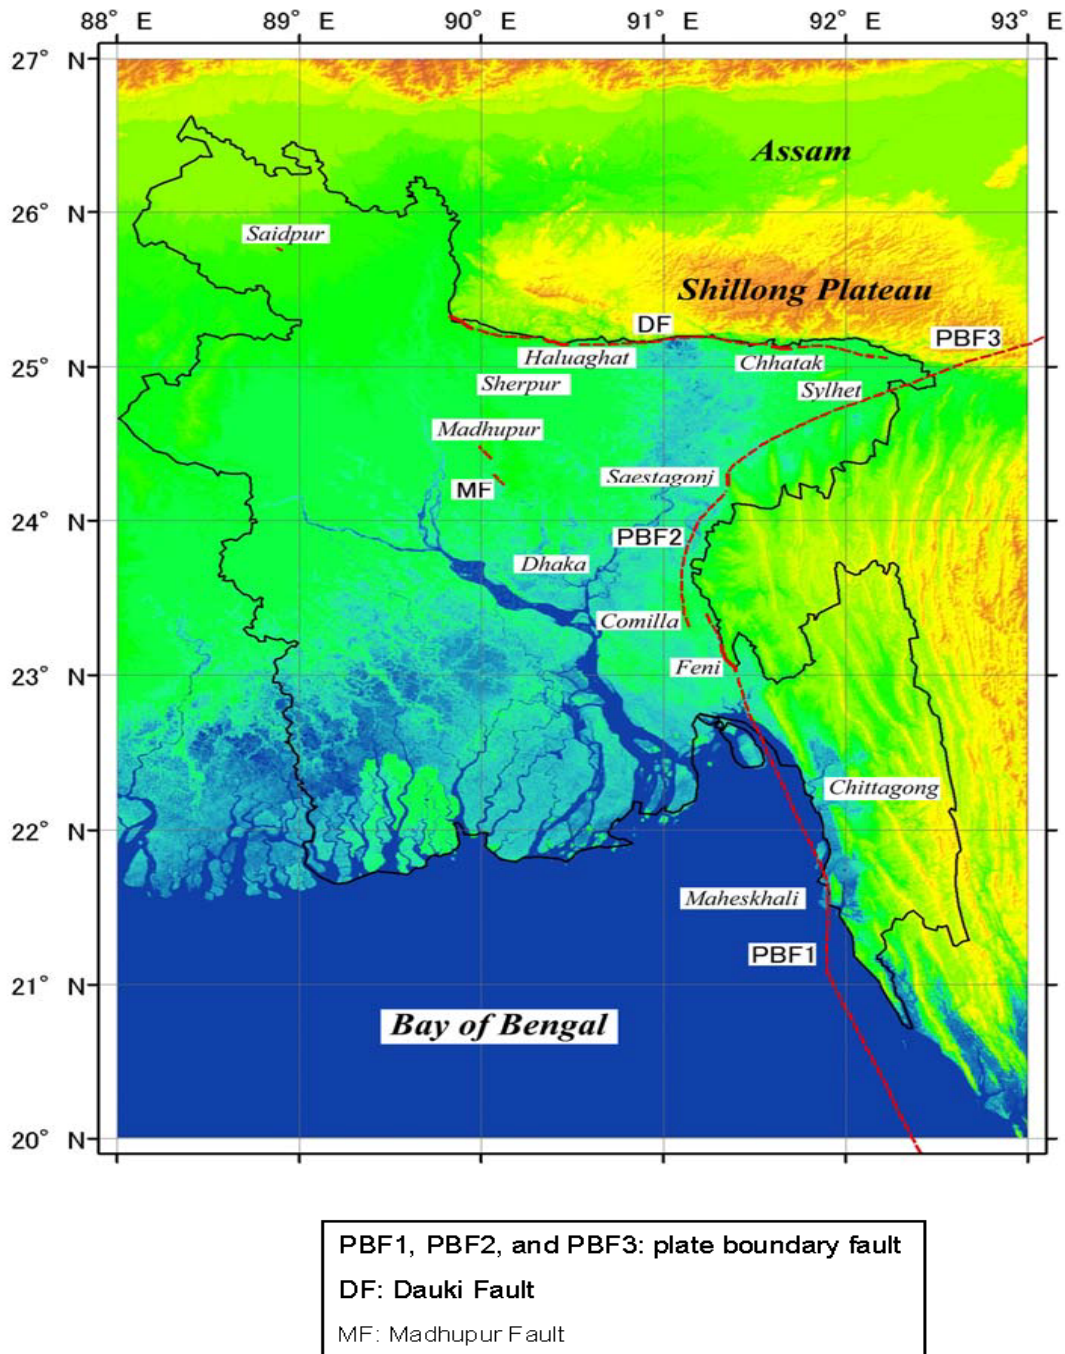 88° E 89° E 90° E 91° E 92° E 93° E
27° N
Assam
26° N
Saidpur
Shillong Plateau
DF
PBF3
25° N
Haluaghat
Chhatak
Sherpur
Sylhet
Madhupur
Saestagonj
MF
24° N
PBF2
Dhaka
Comilla
Feni
23° N
Chittagong
22° N
Maheskhali
PBF1
21° N
Bay of Bengal
20° N
PBF1, PBF2, and PBF3: plate boundary fault
DF: Dauki Fault
MF: Madhupur Fault